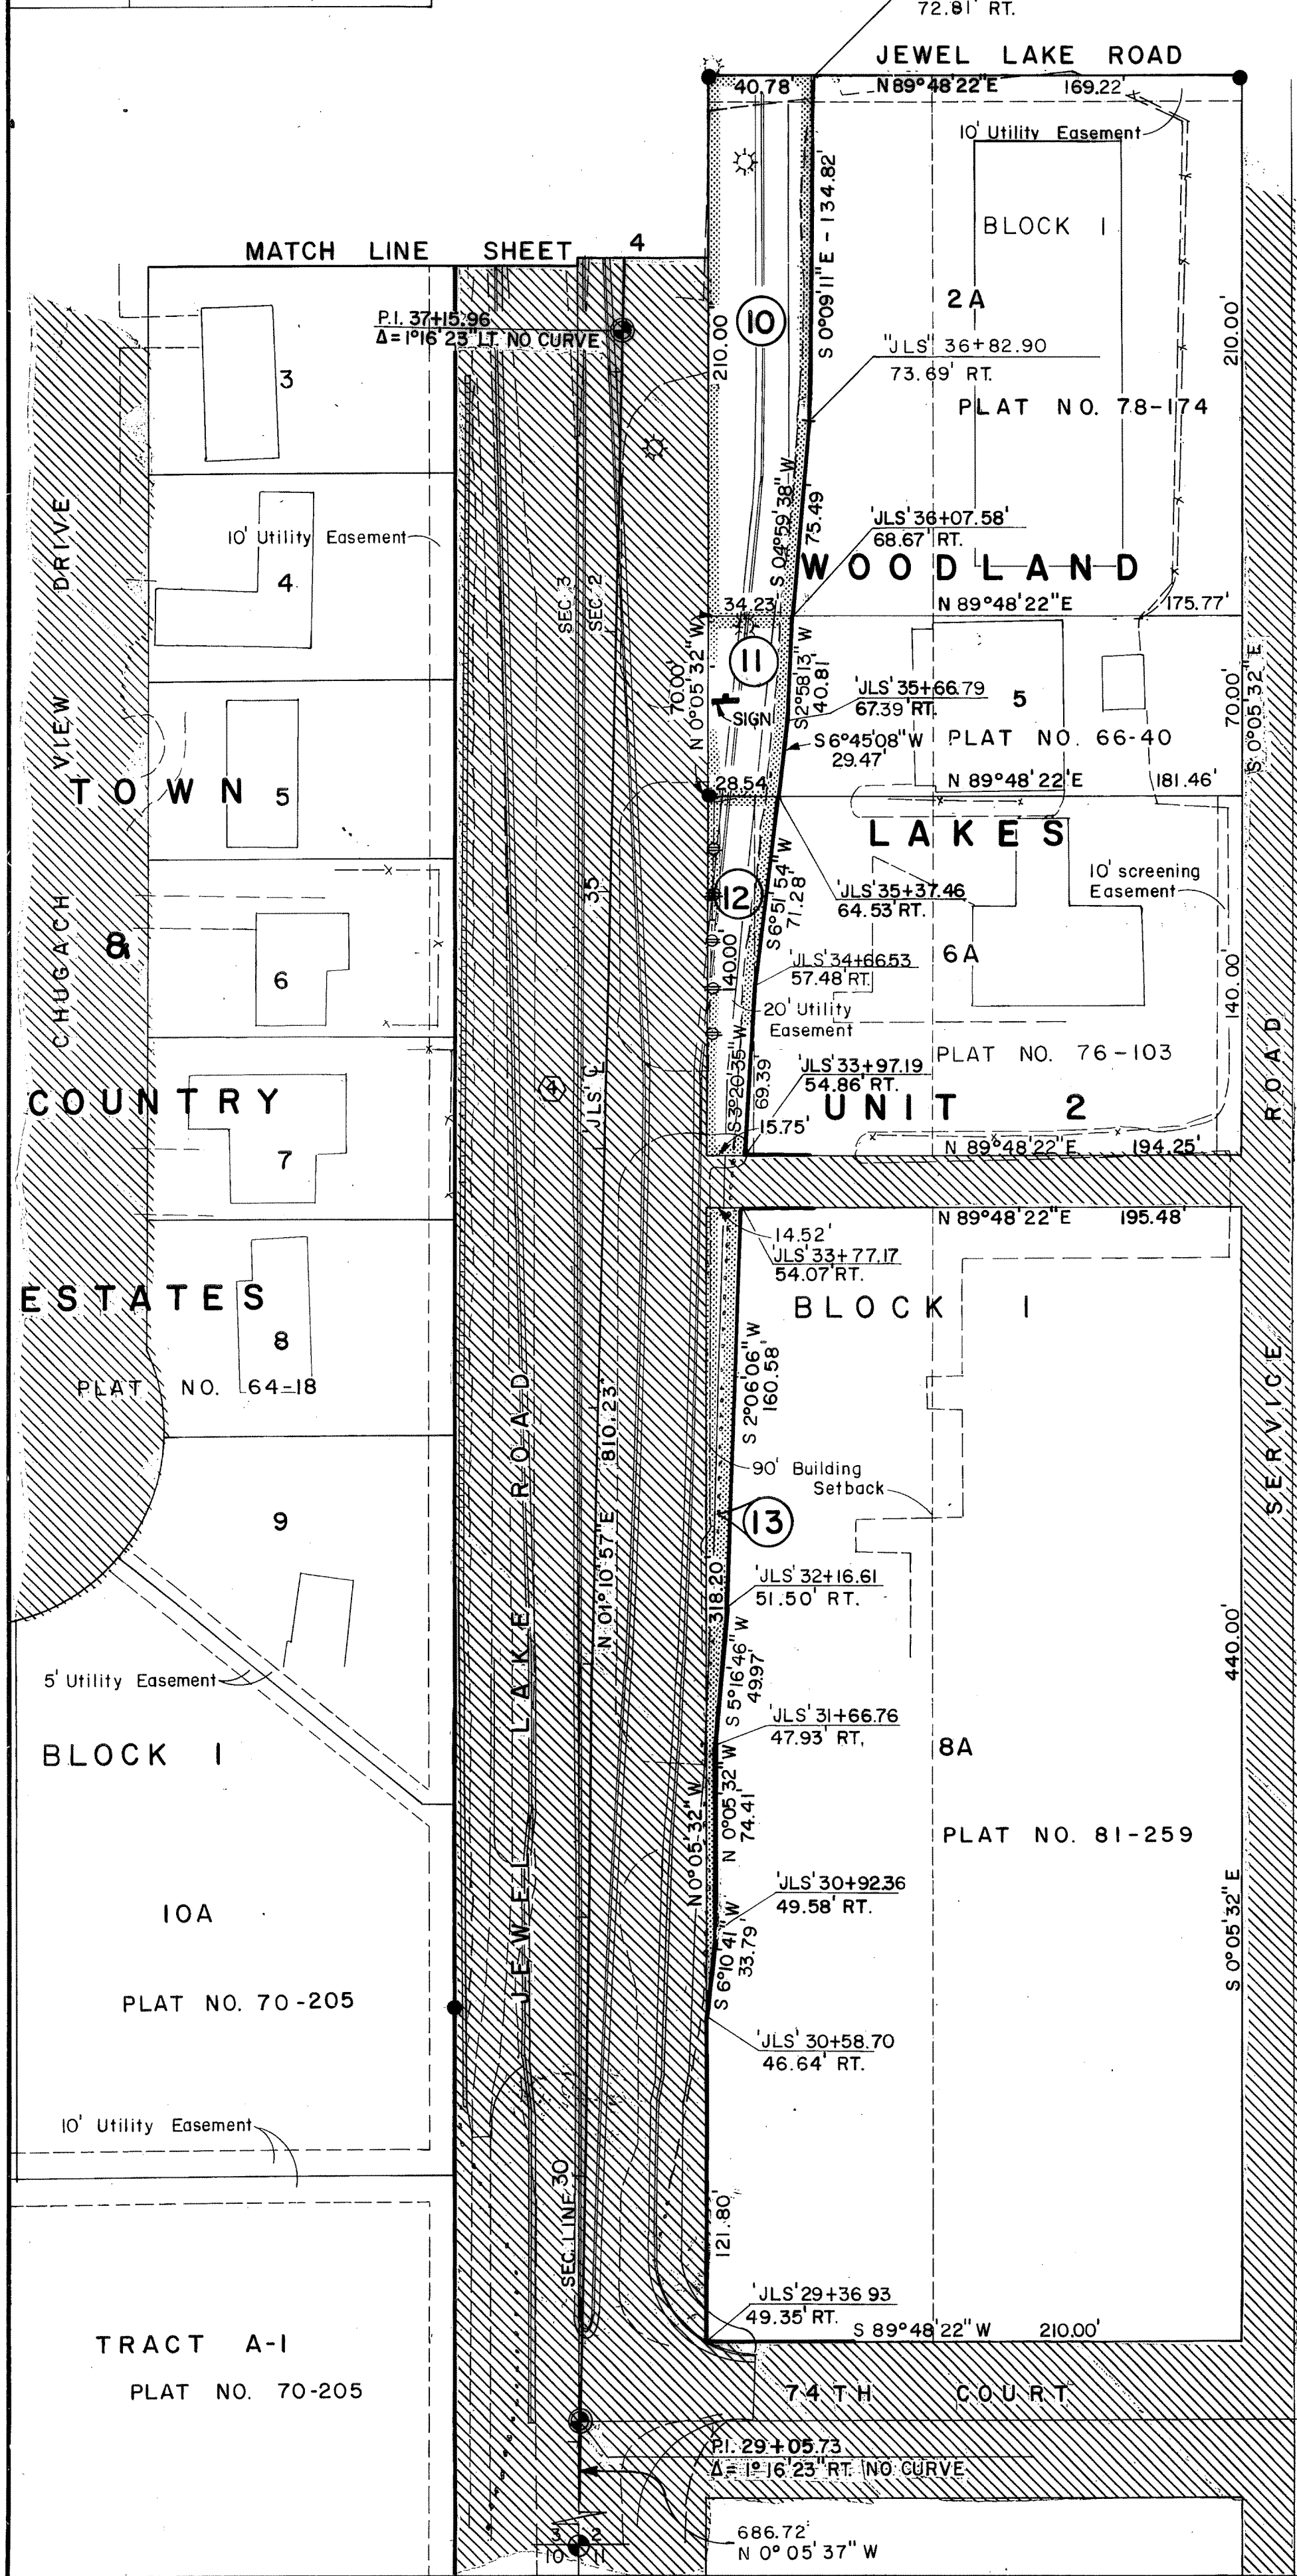 72.81' RT.
JEWEL LAKE ROAD
40.78'
N 89°48'22"E
169.22'
10' Utility Easement
S 0°09'11"E - 134.82'
BLOCK 1
MATCH LINE SHEET 4
2A
P.I. 37+15.96
Δ = 1°16'23" LT. NO CURVE
10
210.00'
210.00'
"JLS' 36+82.90
73.69' RT.
3
PLAT NO. 78-174
S 04°59'38" W
75.49'
'JLS' 36+07.58'
68.67' RT.
10' Utility Easement
4
WOODLAND
SEC. 3
SEC. 2
34.23'
N 89°48'22"E
175.77'
N 0°05'32" W
70.00'
11
S 2°58'13" W
40.81'
SIGN
'JLS' 35+66.79
67.39' RT.
5
70.00'
S 0°05'32" E
S 6°45'08" W
29.47'
PLAT NO. 66-40
CHUGACH VIEW DRIVE
TOWN
5
28.54
N 89°48'22'E
181.46'
LAKES
10' screening
Easement
35
12
S 6°51'54" W
71.28'
'JLS' 35+37.46
64.53' RT.
&
6
140.00'
'JLS' 34+66.53
57.48' RT.
6A
140.00'
20' Utility
Easement
PLAT NO. 76-103
S 3°20'35" W
69.39'
'JLS' 33+97.19
54.86' RT.
4
'JLS' ℄
COUNTRY
UNIT 2
7
15.75'
N 89°48'22"E
194.25'
ROAD
N 89°48'22"E
195.48'
14.52'
'JLS' 33+77.17
54.07' RT.
ESTATES
BLOCK 1
8
PLAT NO. 64-18
S 2°06'06" W
160.58'
SERVICE
N 01°10'57"E 810.23'
JEWEL LAKE ROAD
90' Building
Setback
9
13
318.20'
'JLS' 32+16.61
51.50' RT.
S 5°16'46" W
49.97'
440.00'
5' Utility Easement
'JLS' 31+66.76
47.93' RT.
BLOCK 1
8A
N 0°05'32" W
N 0°05'32" W
74.41
PLAT NO. 81-259
'JLS' 30+92.36
49.58' RT.
10A
S 6°10'41" W
33.79'
S 0°05'32" E
PLAT NO. 70-205
'JLS' 30+58.70
46.64' RT.
10' Utility Easement
SEC. LINE 30
121.80'
'JLS' 29+36.93
49.35' RT.
S 89°48'22" W
210.00'
TRACT A-1
PLAT NO. 70-205
74TH COURT
P.I. 29+05.73
Δ = 1°16'23" RT. NO CURVE
3 2
10 11
686.72'
N 0°05'37" W